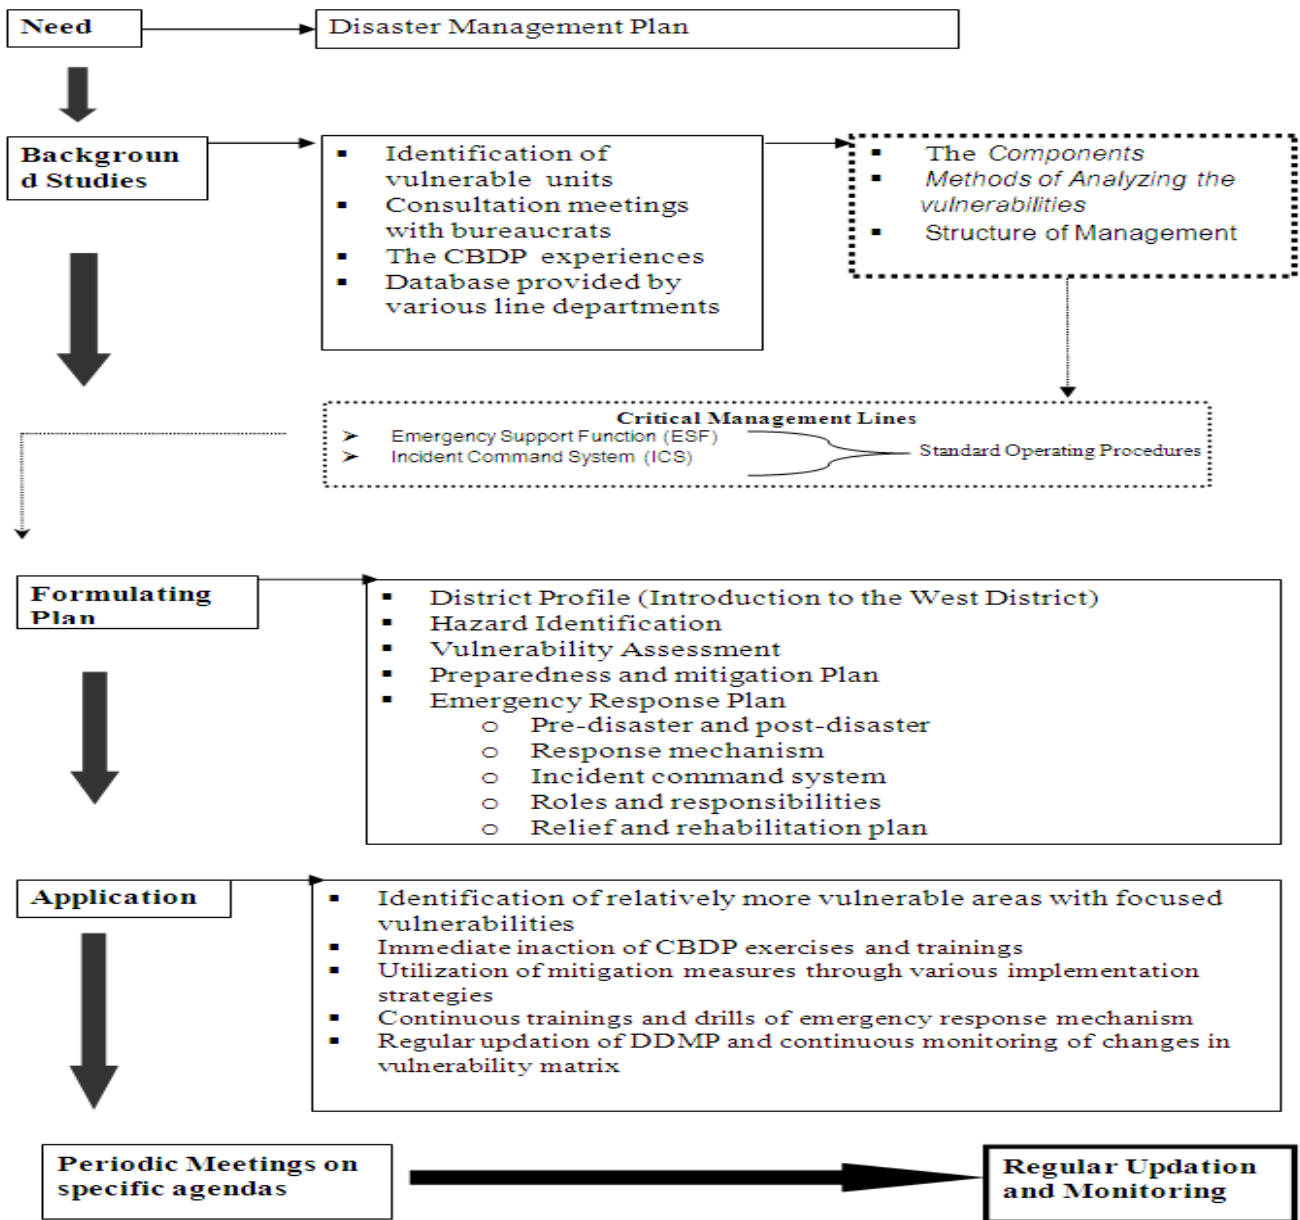 Need
Disaster Management Plan
Backgroun
d Studies
▪ Identification of
vulnerable units
▪ Consultation meetings
with bureaucrats
▪ The CBDP experiences
▪ Database provided by
various line departments
▪ The Components
▪ Methods of Analyzing the
vulnerabilities
▪ Structure of Management
Critical Management Lines
➢ Emergency Support Function (ESF)
➢ Incident Command System (ICS)
Standard Operating Procedures
Formulating
Plan
▪ District Profile (Introduction to the West District)
▪ Hazard Identification
▪ Vulnerability Assessment
▪ Preparedness and mitigation Plan
▪ Emergency Response Plan
o Pre-disaster and post-disaster
o Response mechanism
o Incident command system
o Roles and responsibilities
o Relief and rehabilitation plan
Application
▪ Identification of relatively more vulnerable areas with focused
vulnerabilities
▪ Immediate inaction of CBDP exercises and trainings
▪ Utilization of mitigation measures through various implementation
strategies
▪ Continuous trainings and drills of emergency response mechanism
▪ Regular updation of DDMP and continuous monitoring of changes in
vulnerability matrix
Periodic Meetings on
specific agendas
Regular Updation
and Monitoring